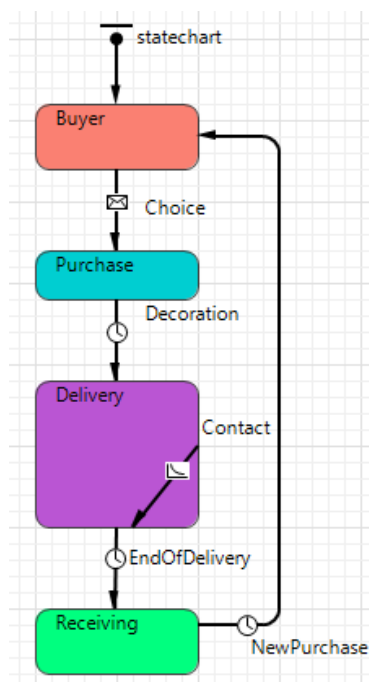 statechart
Buyer
Choice
Purchase
Decoration
Delivery
Contact
EndOfDelivery
Receiving
NewPurchase